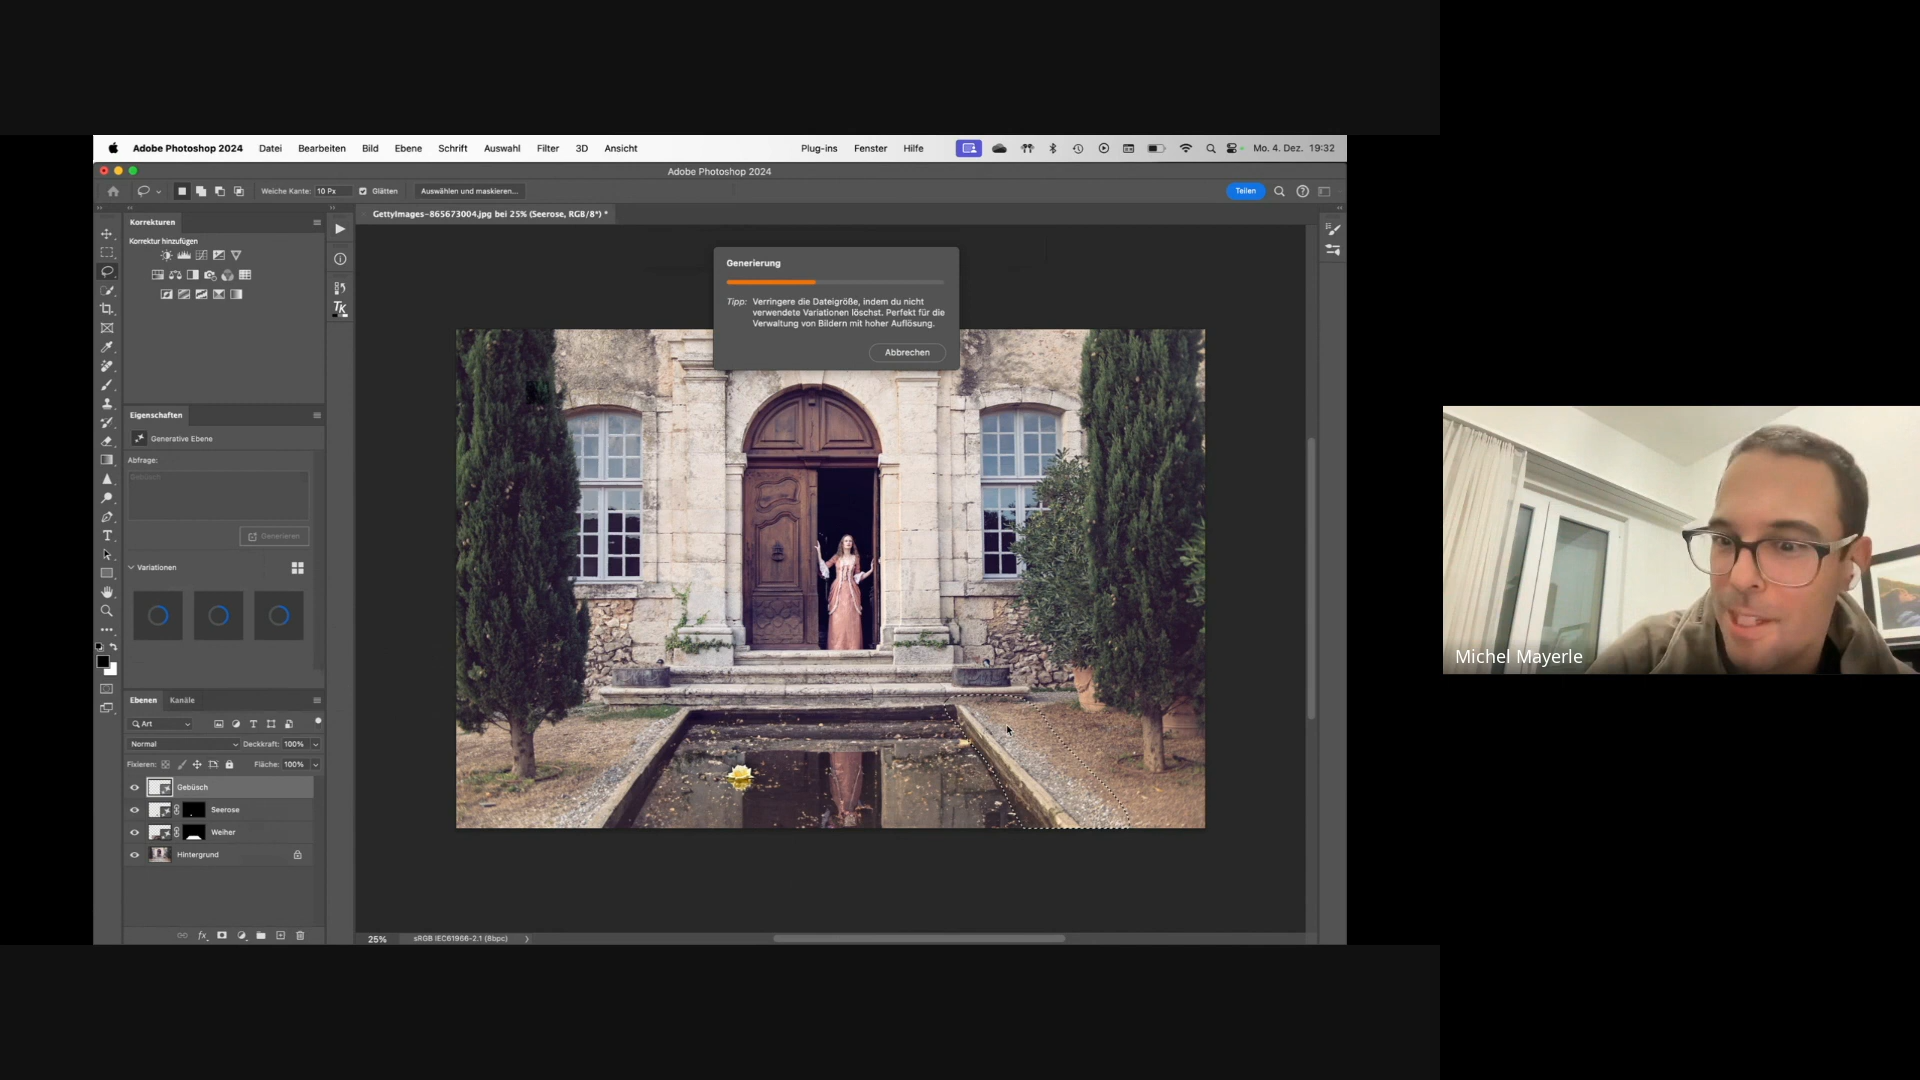 Adobe Photoshop 2024 Datei Bearbeiten Bild Ebene Schrift Auswahl Filter 3D Ansicht Plug-ins Fenster Hilfe Mo. 4. Dez. 19:32
Adobe Photoshop 2024
Weiche Kante: 10 Px Glätten Auswählen und maskieren... Teilen
Korrekturen
GettyImages-865673004.jpg bei 25% (Seerose, RGB/8*) *
Korrektur hinzufügen
Generierung
Tipp: Verringere die Dateigröße, indem du nicht
verwendete Variationen löschst. Perfekt für die
Verwaltung von Bildern mit hoher Auflösung.
Abbrechen
Eigenschaften
Generative Ebene
Abfrage:
Gebüsch
Generieren
Variationen
Ebenen Kanäle
Art
Normal Deckkraft: 100%
Fixieren: Fläche: 100%
Gebüsch
Seerose
Weiher
Hintergrund
25% sRGB IEC61966-2.1 (8bpc)
TK
Michel Mayerle